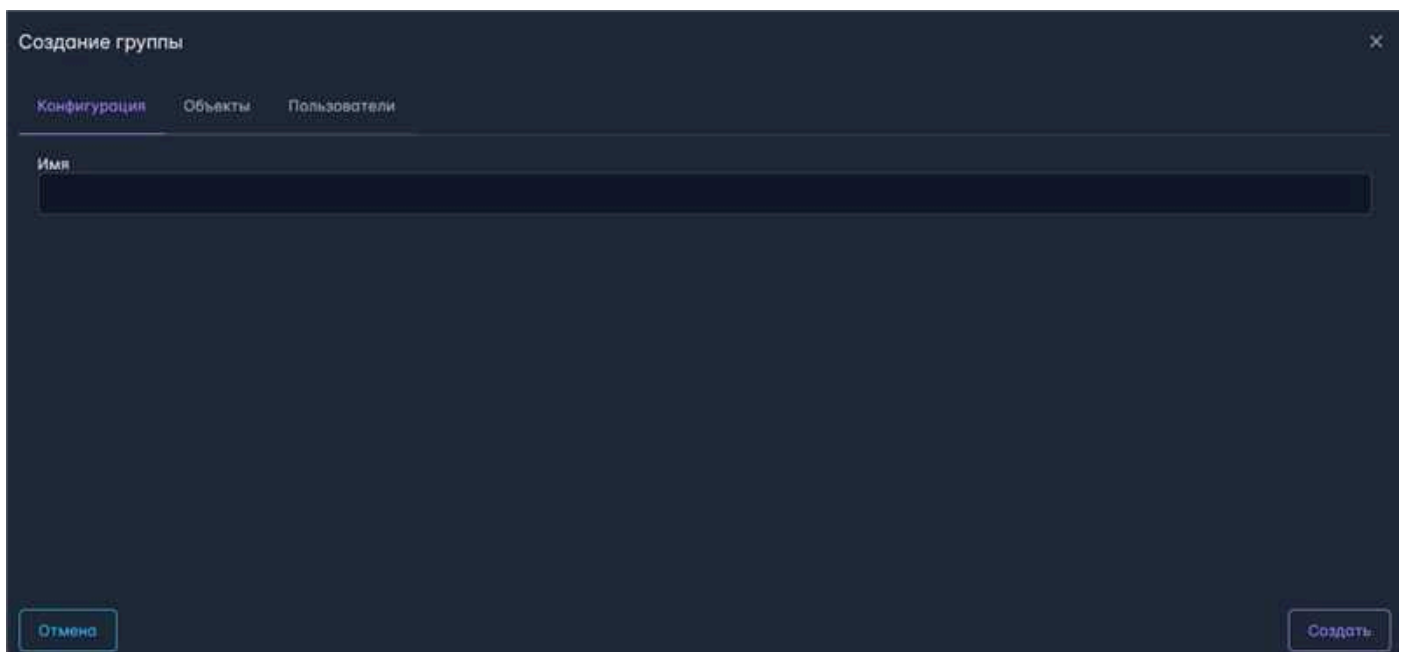 Создание группы
Конфигурация Объекты Пользователи
Имя
Отмена Создать